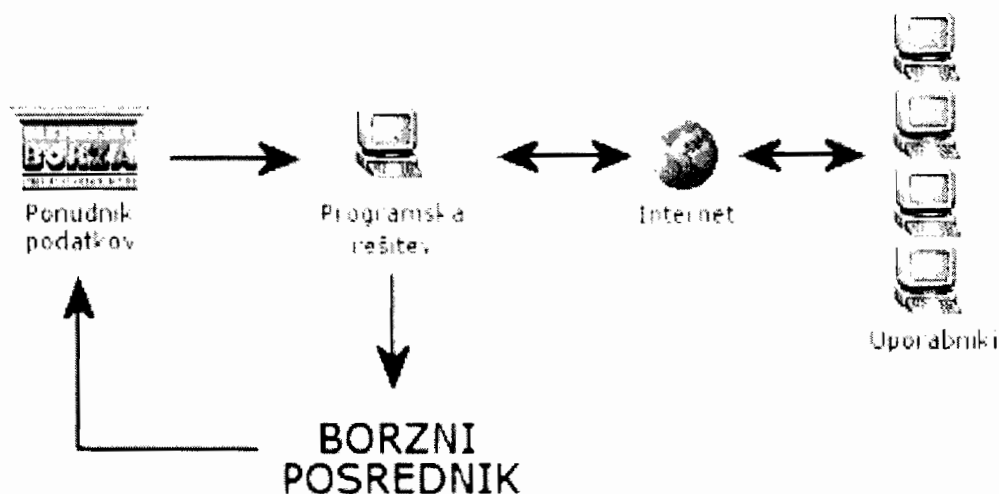 BORZA
Ponudnik
podatkov
Programska
rešitev
Internet
Uporabniki
BORZNI
POSREDNIK